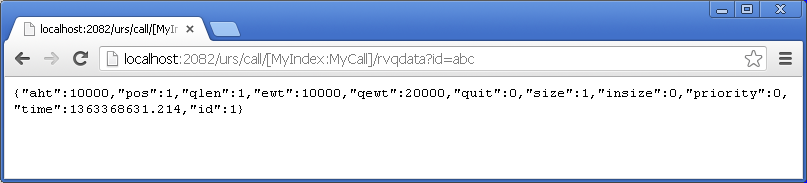 localhost:2082/urs/call/[MyIn
localhost:2082/urs/call/[MyIndex:MyCall]/rvqdata?id=abc
{"aht":10000,"pos":1,"qlen":1,"ewt":10000,"qewt":20000,"quit":0,"size":1,"insize":0,"priority":0,
"time":1363368631.214,"id":1}